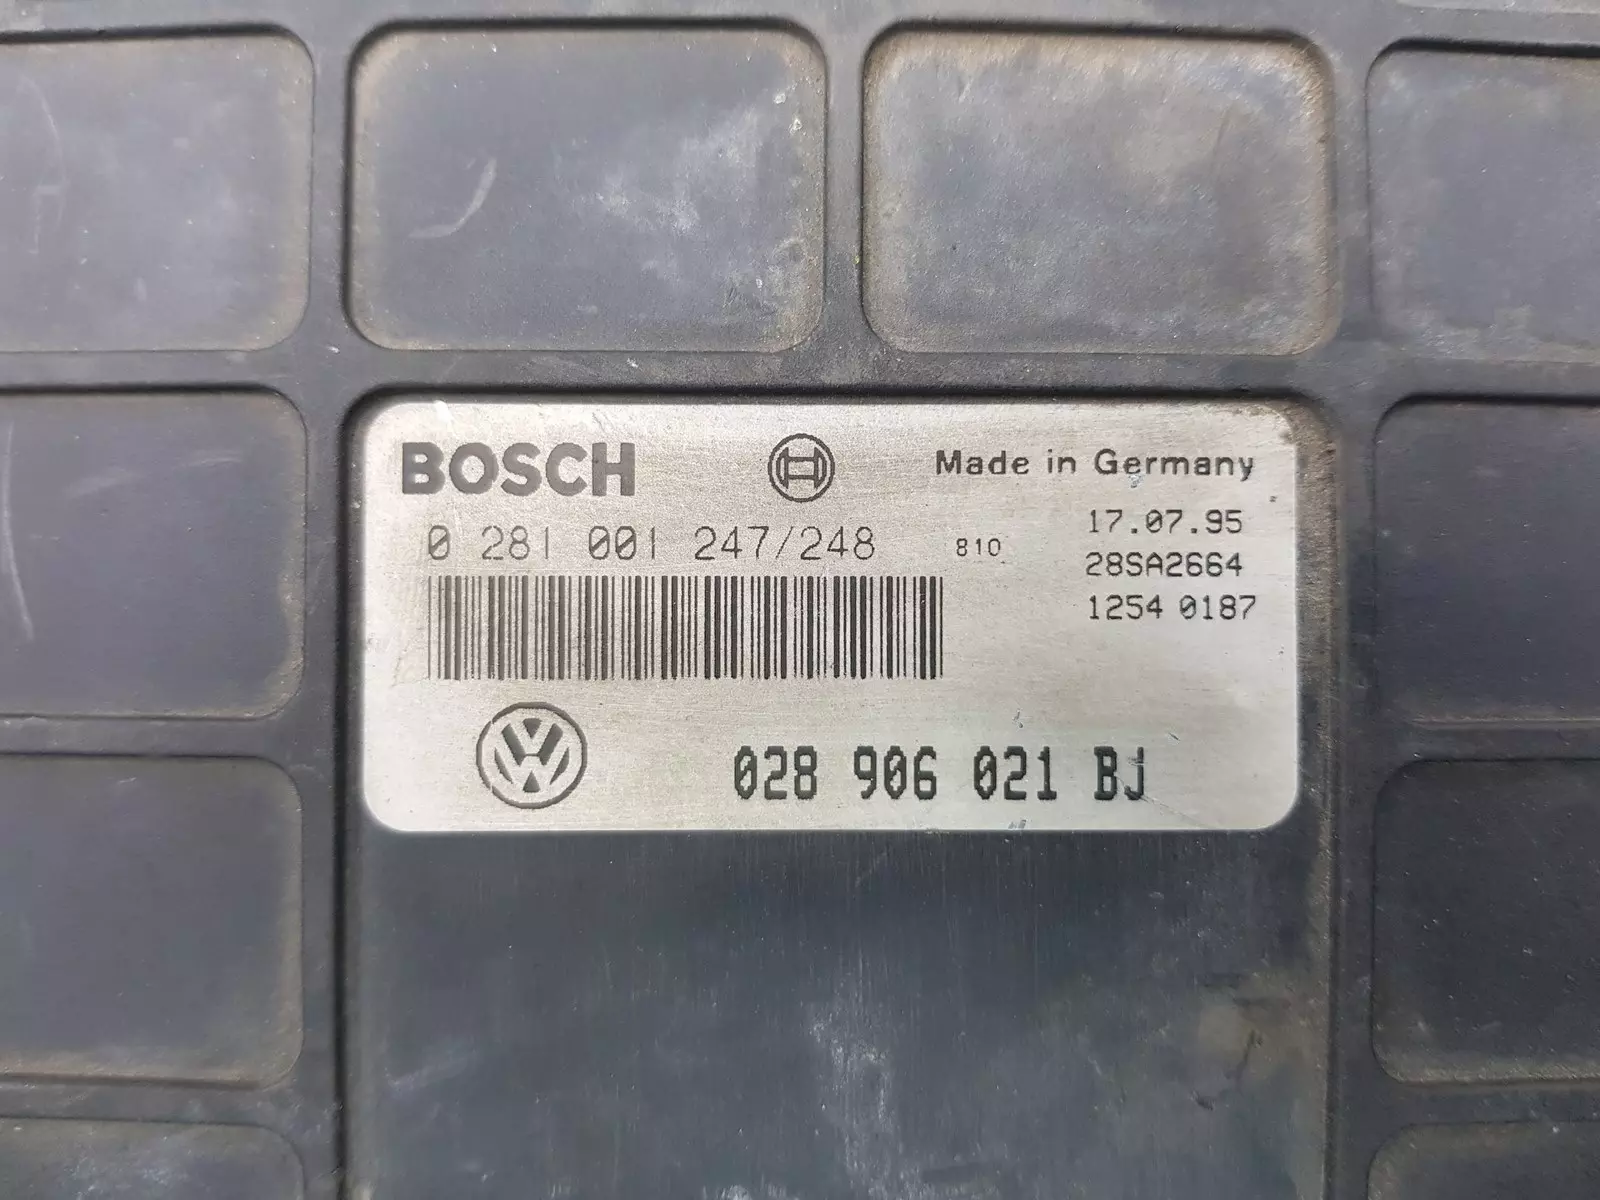 BOSCH
Made in Germany
0 281 001 247/248
810
17.07.95
28SA2664
1254 0187
028 906 021 BJ